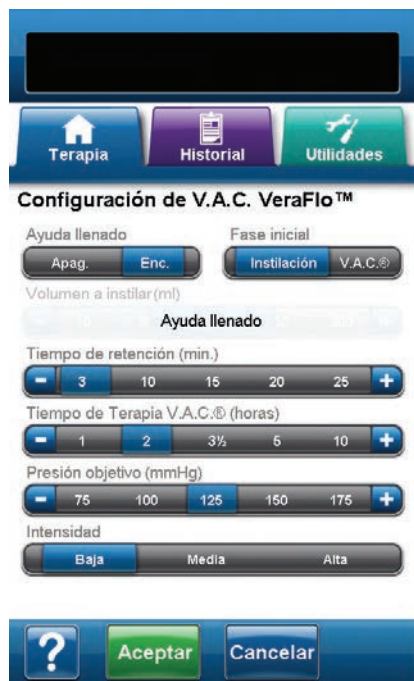 Terapia Historial Utilidades
Configuración de V.A.C. VeraFlo™
Ayuda llenado Fase inicial
Apag. Enc. Instilación V.A.C.®
Volumen a instilar(ml)
Ayuda llenado
Tiempo de retención (min.)
- 3 10 15 20 25 +
Tiempo de Terapia V.A.C.® (horas)
- 1 2 3½ 5 10 +
Presión objetivo (mmHg)
- 75 100 125 150 175 +
Intensidad
Baja Media Alta
? Aceptar Cancelar